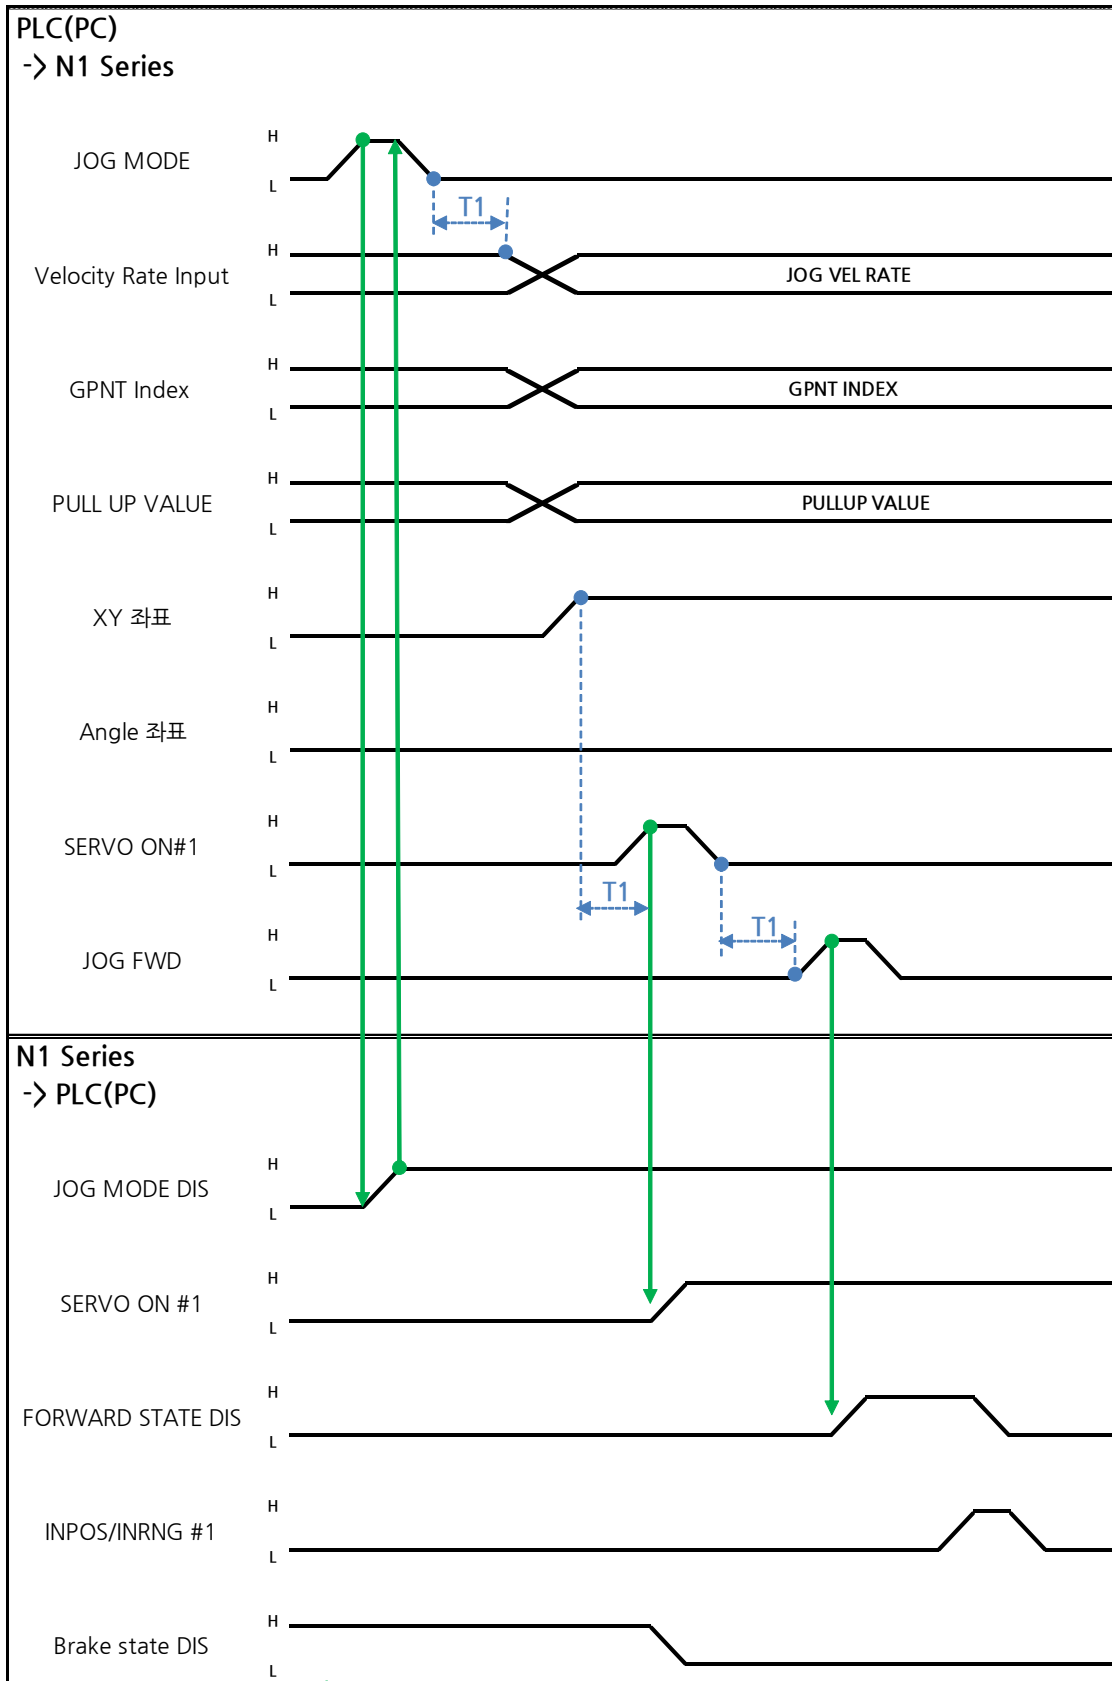 PLC(PC)
-> N1 Series
JOG MODE
H
L
T1
Velocity Rate Input
H
L
JOG VEL RATE
GPNT Index
H
L
GPNT INDEX
PULL UP VALUE
H
L
PULLUP VALUE
XY 좌표
H
L
Angle 좌표
H
L
SERVO ON#1
H
L
T1
JOG FWD
H
L
T1
N1 Series
-> PLC(PC)
JOG MODE DIS
H
L
SERVO ON #1
H
L
FORWARD STATE DIS
H
L
INPOS/INRNG #1
H
L
Brake state DIS
H
L